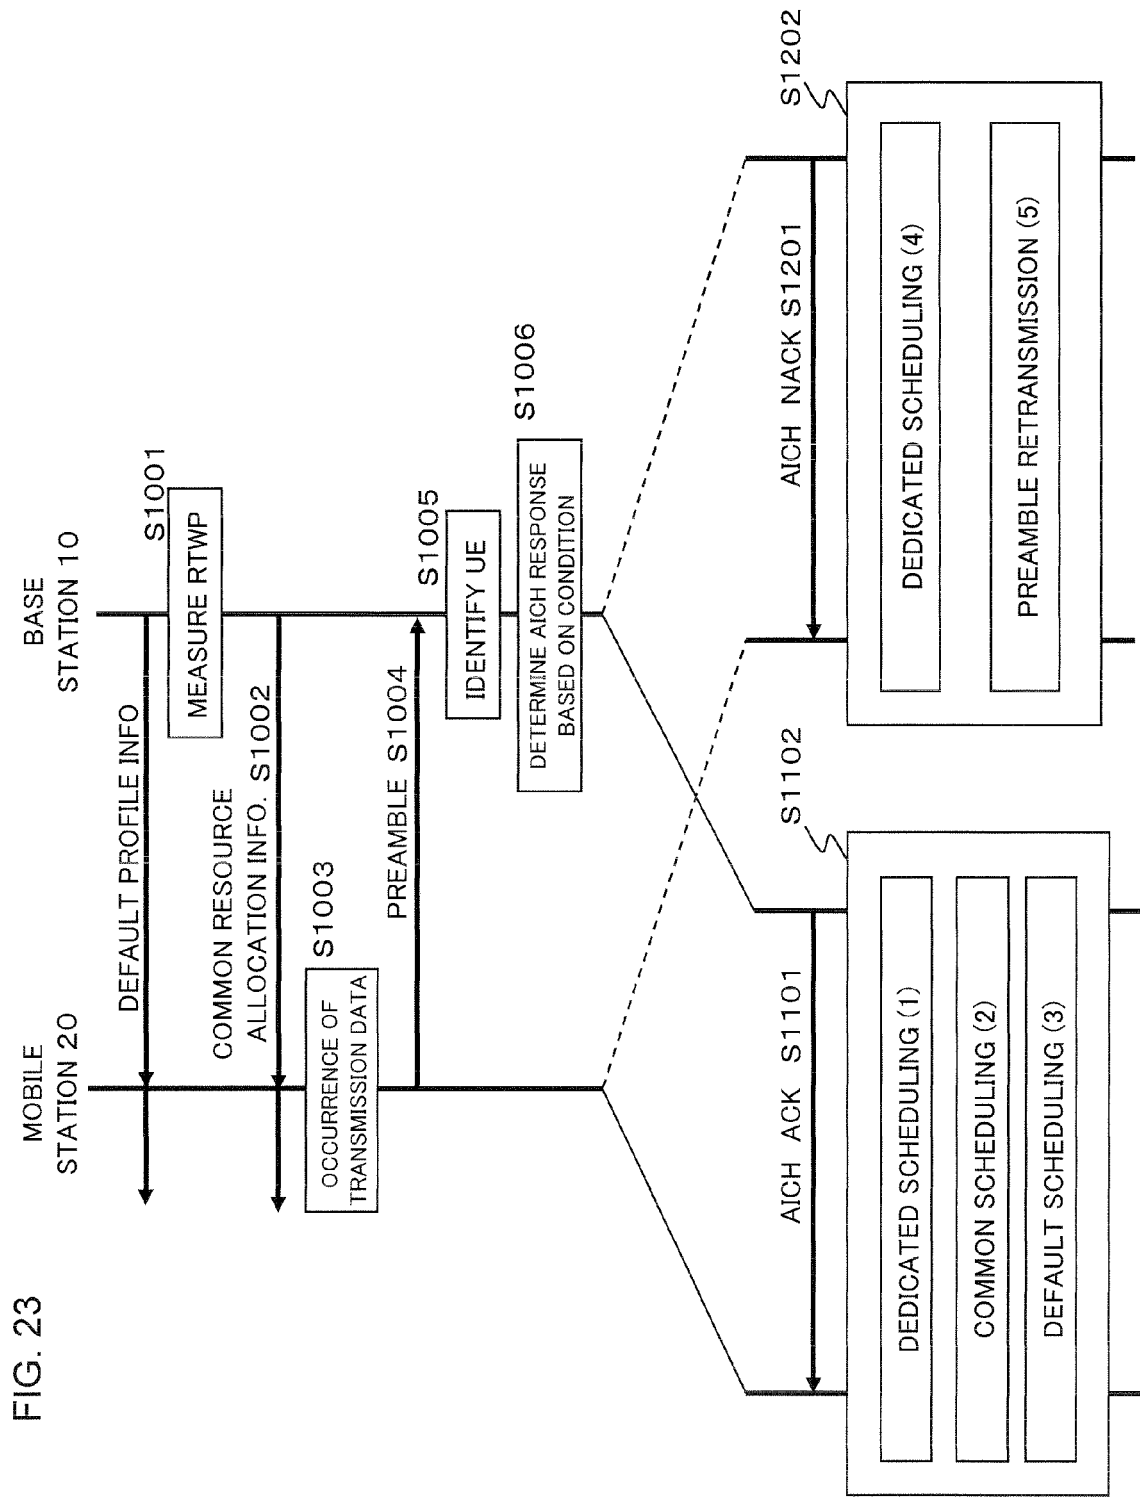 FIG. 23
MOBILE
STATION 20
BASE
STATION 10
DEFAULT PROFILE INFO
S1001
MEASURE RTWP
COMMON RESOURCE
ALLOCATION INFO. S1002
S1003
OCCURRENCE OF
TRANSMISSION DATA
PREAMBLE S1004
S1005
IDENTIFY UE
S1006
DETERMINE AICH RESPONSE
BASED ON CONDITION
AICH ACK S1101
S1102
DEDICATED SCHEDULING (1)
COMMON SCHEDULING (2)
DEFAULT SCHEDULING (3)
AICH NACK S1201
S1202
DEDICATED SCHEDULING (4)
PREAMBLE RETRANSMISSION (5)